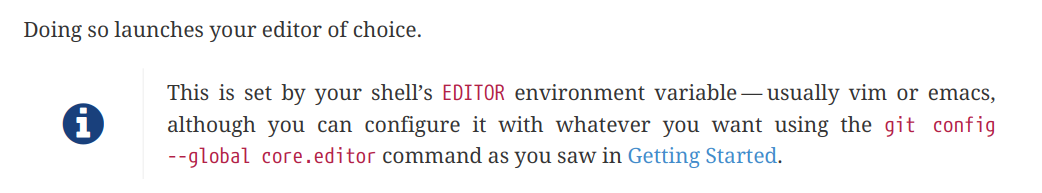 Doing so launches your editor of choice.
This is set by your shell’s EDITOR environment variable — usually vim or emacs,
although you can configure it with whatever you want using the git config
--global core.editor command as you saw in Getting Started.